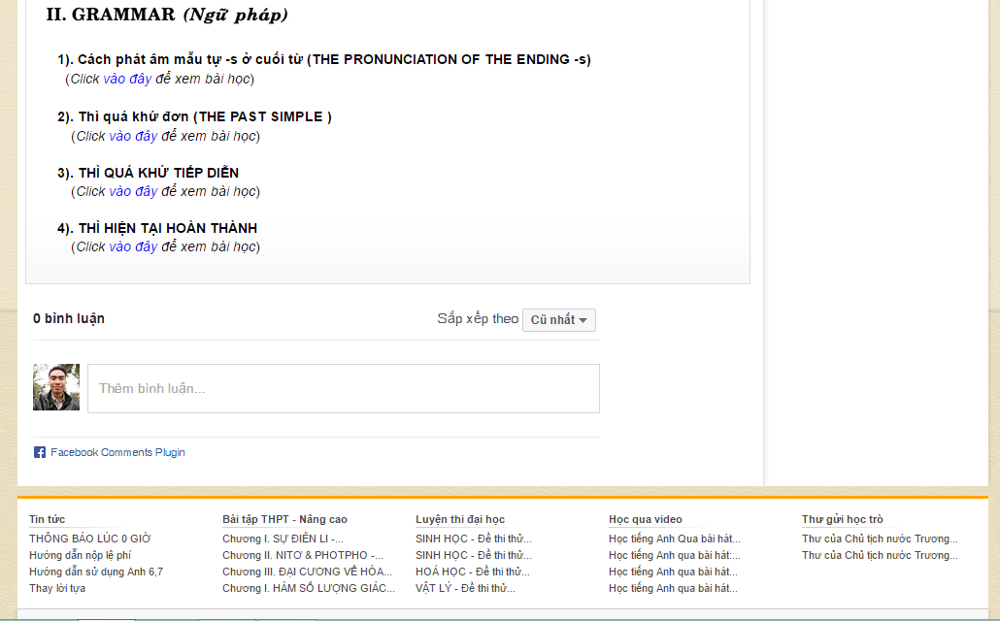 II. GRAMMAR (Ngữ pháp)
1). Cách phát âm mẫu tự -s ở cuối từ (THE PRONUNCIATION OF THE ENDING -s)
(Click vào đây để xem bài học)
2). Thì quá khứ đơn (THE PAST SIMPLE )
(Click vào đây để xem bài học)
3). THÌ QUÁ KHỨ TIẾP DIỄN
(Click vào đây để xem bài học)
4). THÌ HIỆN TẠI HOÀN THÀNH
(Click vào đây để xem bài học)
0 bình luận
Sắp xếp theo Cũ nhất
Thêm bình luận...
Facebook Comments Plugin
Tin tức
THÔNG BÁO LÚC 0 GIỜ
Hướng dẫn nộp lệ phí
Hướng dẫn sử dụng Anh 6,7
Thay lời tựa
Bài tập THPT - Nâng cao
Chương I. SỰ ĐIỆN LI -...
Chương II. NITƠ & PHOTPHO -...
Chương III. ĐẠI CƯƠNG VỀ HÓA...
Chương I. HÀM SỐ LƯỢNG GIÁC...
Luyện thi đại học
SINH HỌC - Đề thi thử...
SINH HỌC - Đề thi thử...
HOÁ HỌC - Đề thi thử...
VẬT LÝ - Đề thi thử...
Học qua video
Học tiếng Anh Qua bài hát...
Học tiếng Anh qua bài hát:...
Học tiếng Anh qua bài hát...
Học tiếng Anh qua bài hát...
Thư gửi học trò
Thư của Chủ tịch nước Trương...
Thư của Chủ tịch nước Trương...